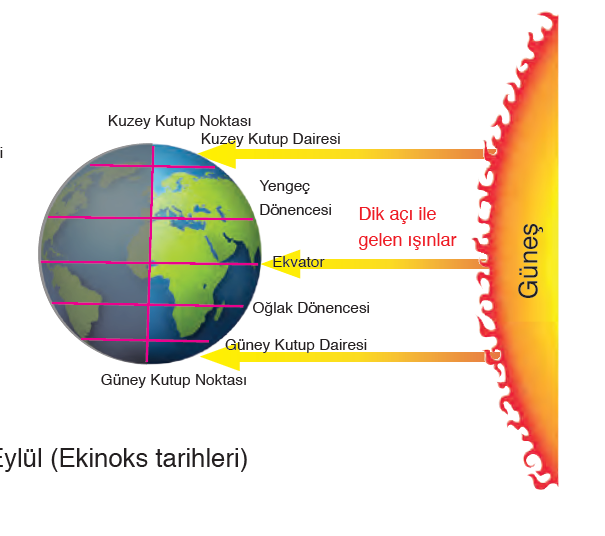 Kuzey Kutup Noktası
Kuzey Kutup Dairesi
i
Yengeç
Dönencesi
Dik açı ile
gelen ışınlar
Güneş
Ekvator
Oğlak Dönencesi
Güney Kutup Dairesi
Güney Kutup Noktası
Eylül (Ekinoks tarihleri)